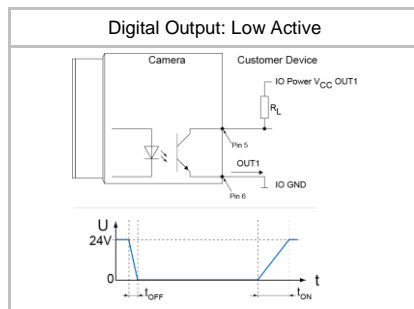 Digital Output: Low Active
Camera
Customer Device
IO Power VCC OUT1
RL
Pin 5
OUT1
IO GND
Pin 6
U
24V
0
t
tOFF
tON